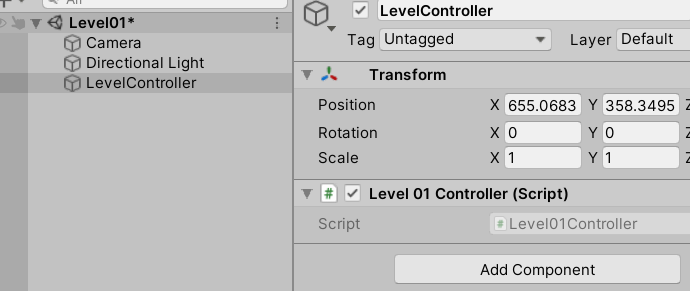 All
Level01*
Camera
Directional Light
LevelController
LevelController
Tag Untagged Layer Default
Transform
Position X 655.0683 Y 358.3495 Z
Rotation X 0 Y 0 Z
Scale X 1 Y 1 Z
# Level 01 Controller (Script)
Script # Level01Controller
Add Component